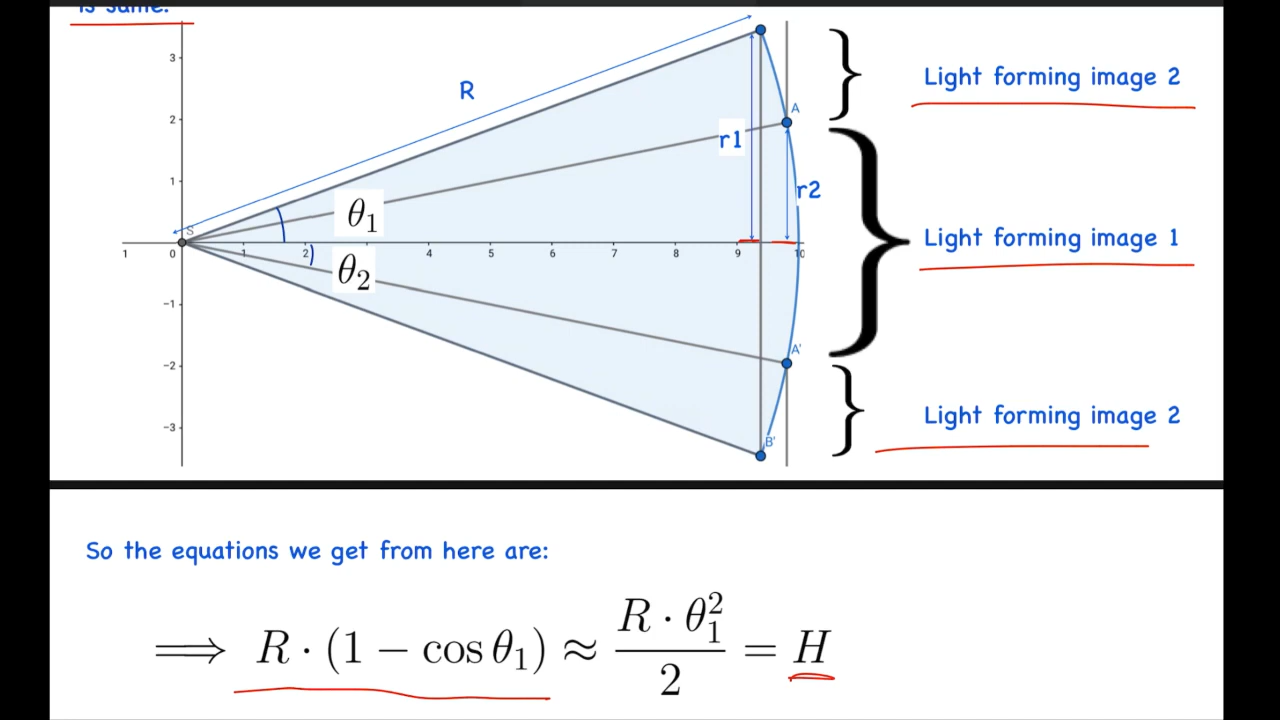 is same.
3
2
1
R
A
r1
r2
θ₁
S
1 0 1 2 4 5 6 7 8 9 10
θ₂
−1
−2
−3
A'
B'
Light forming image 2
Light forming image 1
Light forming image 2
So the equations we get from here are:
⟹ R · (1 − cos θ₁) ≈ R · θ₁² / 2 = H